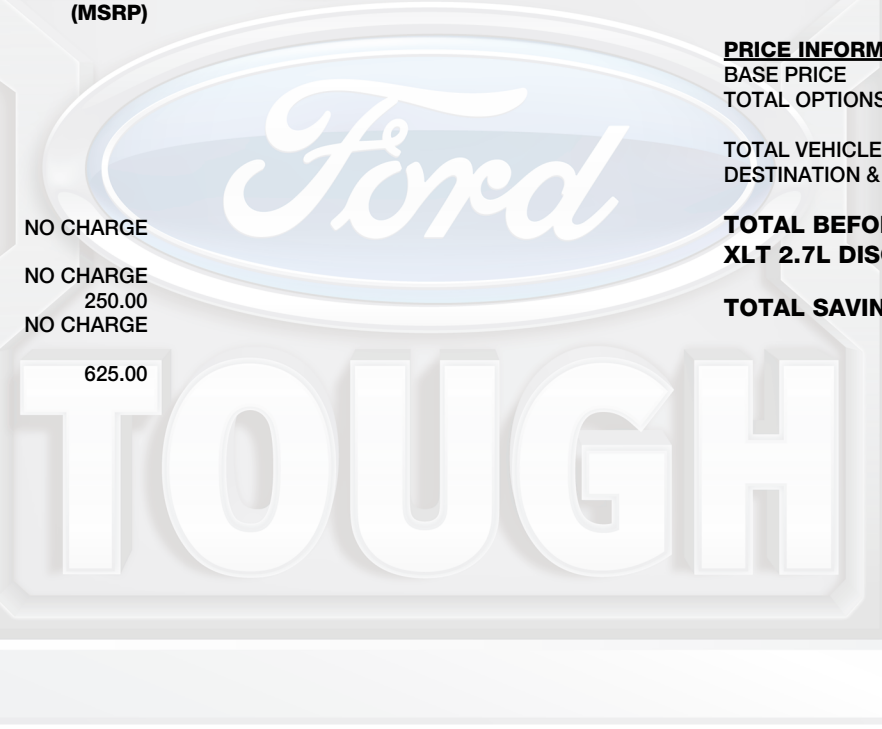 (MSRP)
NO CHARGE
NO CHARGE
250.00
NO CHARGE
625.00
PRICE INFORM
BASE PRICE
TOTAL OPTIONS
TOTAL VEHICLE
DESTINATION &
TOTAL BEFO
XLT 2.7L DIS
TOTAL SAVIN
Ford
TOUGH